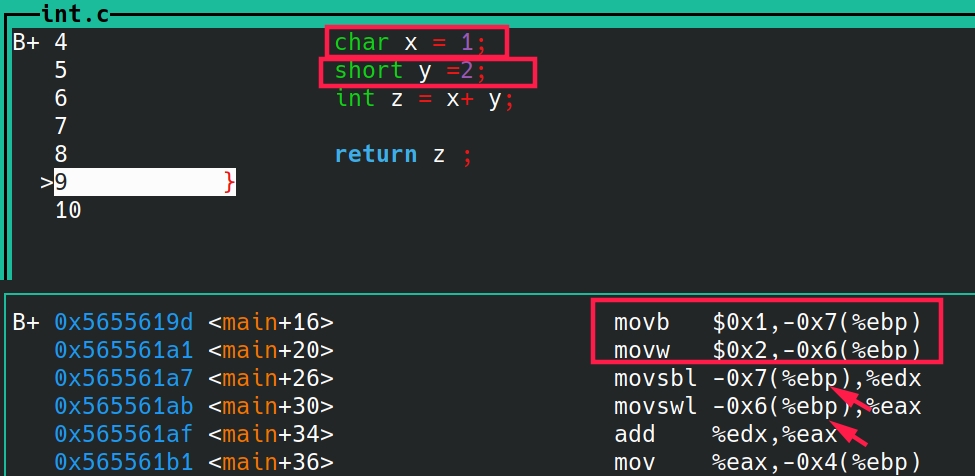 int.c
B+ 4 char x = 1;
5 short y =2;
6 int z = x+ y;
7
8 return z ;
>9 }
10
B+ 0x5655619d <main+16> movb $0x1,-0x7(%ebp)
0x565561a1 <main+20> movw $0x2,-0x6(%ebp)
0x565561a7 <main+26> movsbl -0x7(%ebp),%edx
0x565561ab <main+30> movswl -0x6(%ebp),%eax
0x565561af <main+34> add %edx,%eax
0x565561b1 <main+36> mov %eax,-0x4(%ebp)